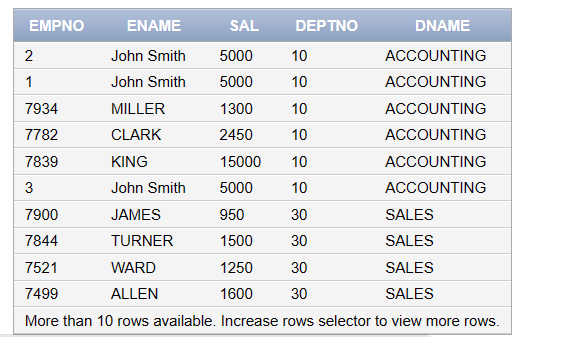 EMPNO ENAME SAL DEPTNO DNAME
2 John Smith 5000 10 ACCOUNTING
1 John Smith 5000 10 ACCOUNTING
7934 MILLER 1300 10 ACCOUNTING
7782 CLARK 2450 10 ACCOUNTING
7839 KING 15000 10 ACCOUNTING
3 John Smith 5000 10 ACCOUNTING
7900 JAMES 950 30 SALES
7844 TURNER 1500 30 SALES
7521 WARD 1250 30 SALES
7499 ALLEN 1600 30 SALES
More than 10 rows available. Increase rows selector to view more rows.